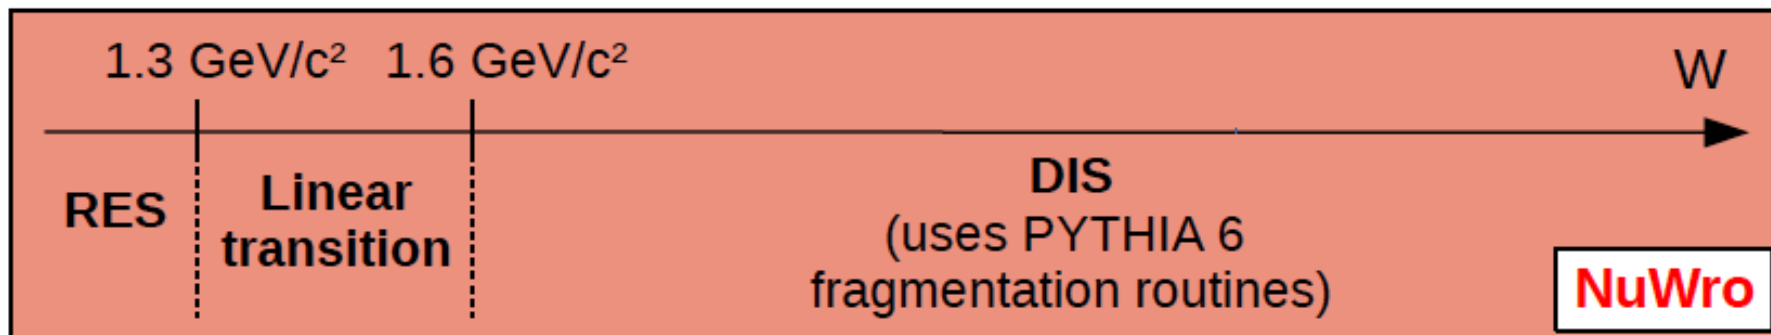 1.3 GeV/c² 1.6 GeV/c²
W
RES
Linear
transition
DIS
(uses PYTHIA 6
fragmentation routines)
NuWro